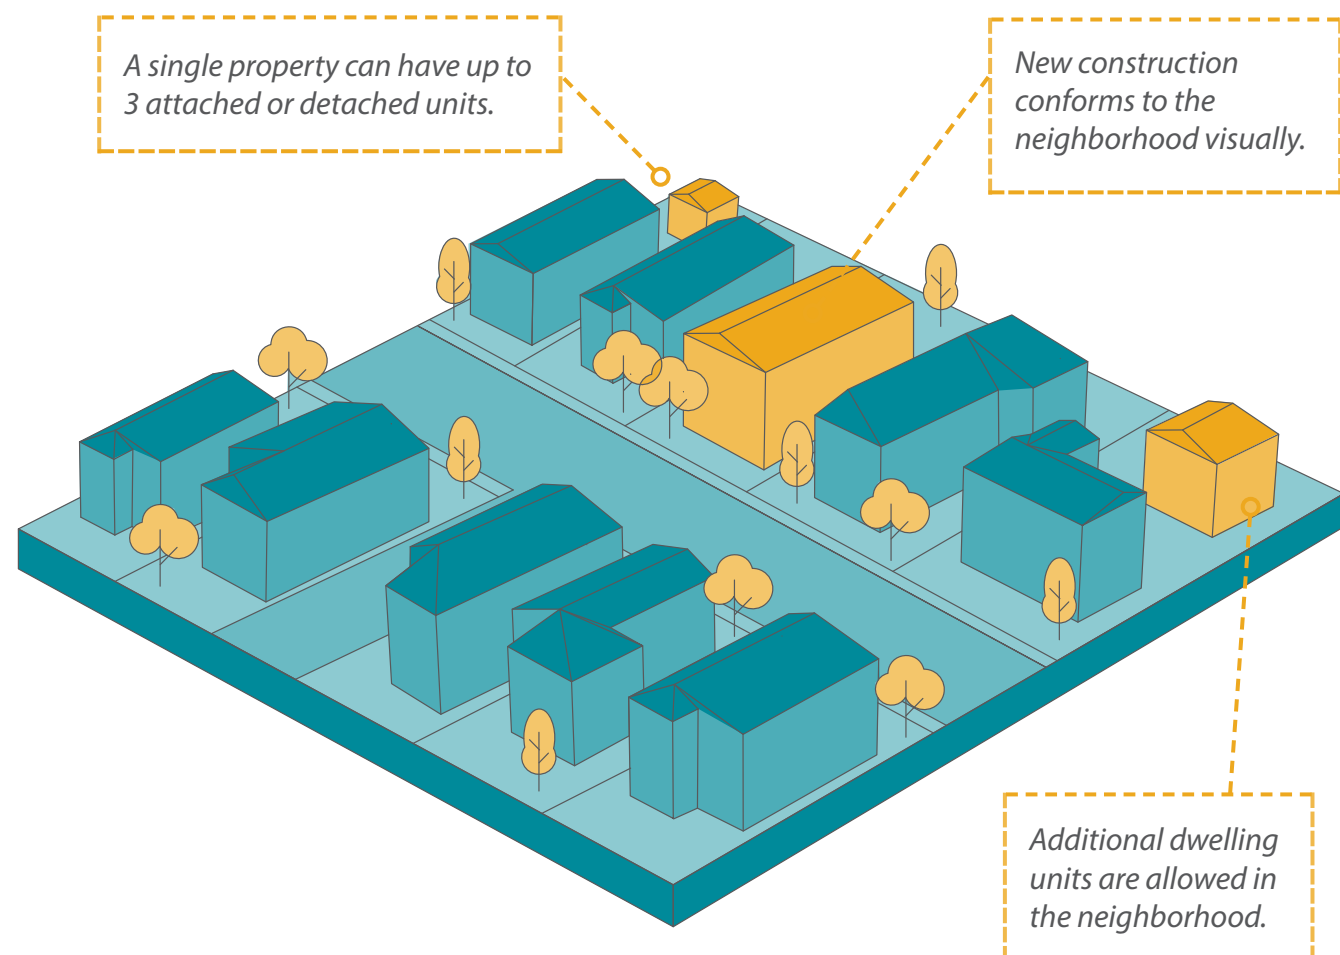 A single property can have up to
3 attached or detached units.
New construction
conforms to the
neighborhood visually.
Additional dwelling
units are allowed in
the neighborhood.